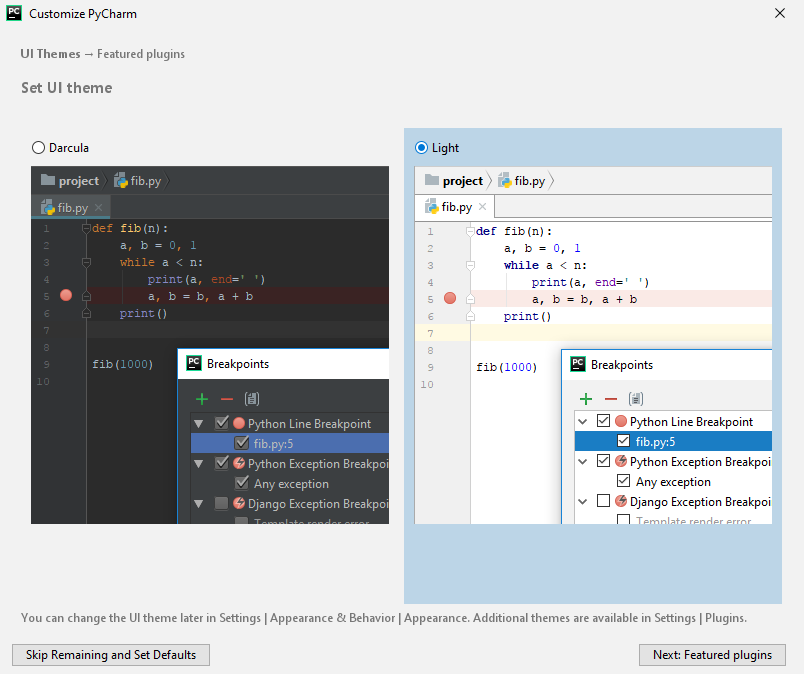 PC Customize PyCharm
UI Themes → Featured plugins
Set UI theme
Darcula
project fib.py
fib.py
1 def fib(n):
2 a, b = 0, 1
3 while a < n:
4 print(a, end=' ')
5 a, b = b, a + b
6 print()
7
8
9 fib(1000)
10
PC Breakpoints
Python Line Breakpoint
fib.py:5
Python Exception Breakpoi
Any exception
Django Exception Breakpoi
Template render error
Light
project fib.py
fib.py
1 def fib(n):
2 a, b = 0, 1
3 while a < n:
4 print(a, end=' ')
5 a, b = b, a + b
6 print()
7
8
9 fib(1000)
10
PC Breakpoints
Python Line Breakpoint
fib.py:5
Python Exception Breakpoi
Any exception
Django Exception Breakpoi
Template render error
You can change the UI theme later in Settings | Appearance & Behavior | Appearance. Additional themes are available in Settings | Plugins.
Skip Remaining and Set Defaults
Next: Featured plugins